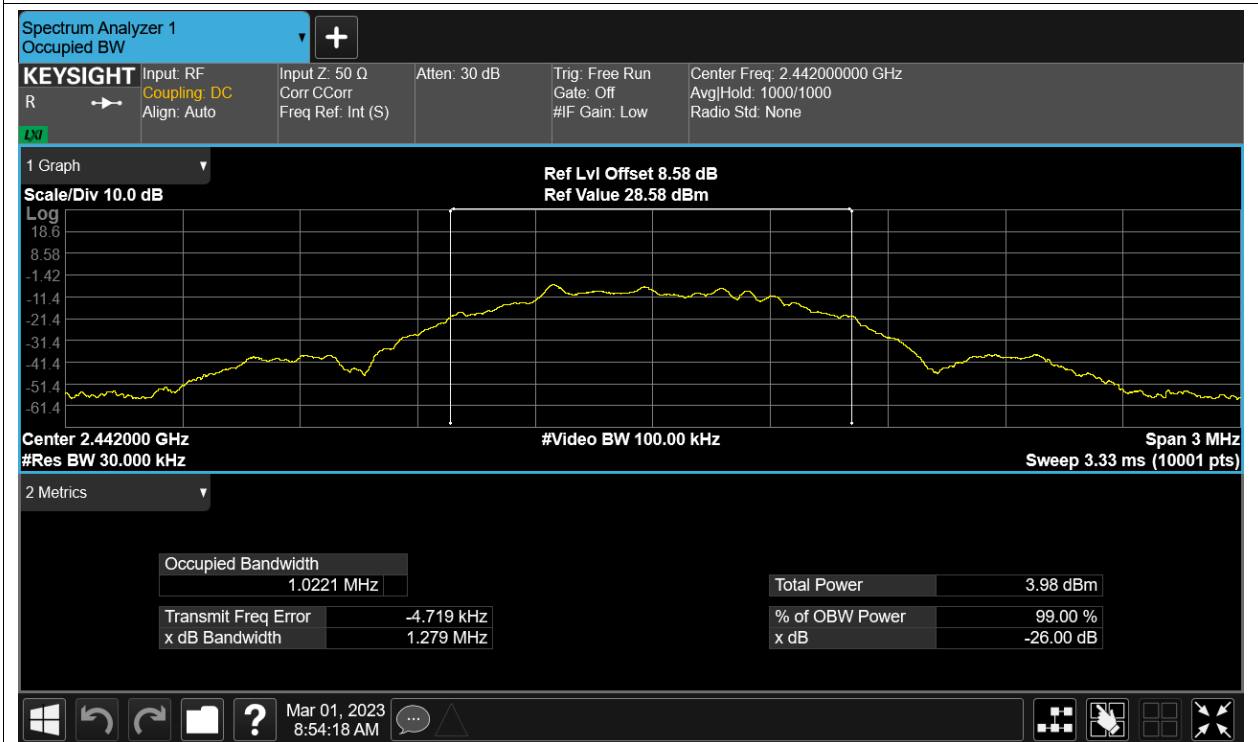 Spectrum Analyzer 1
Occupied BW
KEYSIGHT
R
LXI
Input: RF
Coupling: DC
Align: Auto
Input Z: 50 Ω
Corr CCorr
Freq Ref: Int (S)
Atten: 30 dB
Trig: Free Run
Gate: Off
#IF Gain: Low
Center Freq: 2.442000000 GHz
Avg|Hold: 1000/1000
Radio Std: None
1 Graph
Scale/Div 10.0 dB
Ref Lvl Offset 8.58 dB
Ref Value 28.58 dBm
Log
18.6
8.58
-1.42
-11.4
-21.4
-31.4
-41.4
-51.4
-61.4
Center 2.442000 GHz
#Res BW 30.000 kHz
#Video BW 100.00 kHz
Span 3 MHz
Sweep 3.33 ms (10001 pts)
2 Metrics
Occupied Bandwidth
1.0221 MHz
Transmit Freq Error -4.719 kHz
x dB Bandwidth 1.279 MHz
Total Power 3.98 dBm
% of OBW Power 99.00 %
x dB -26.00 dB
?
Mar 01, 2023
8:54:18 AM